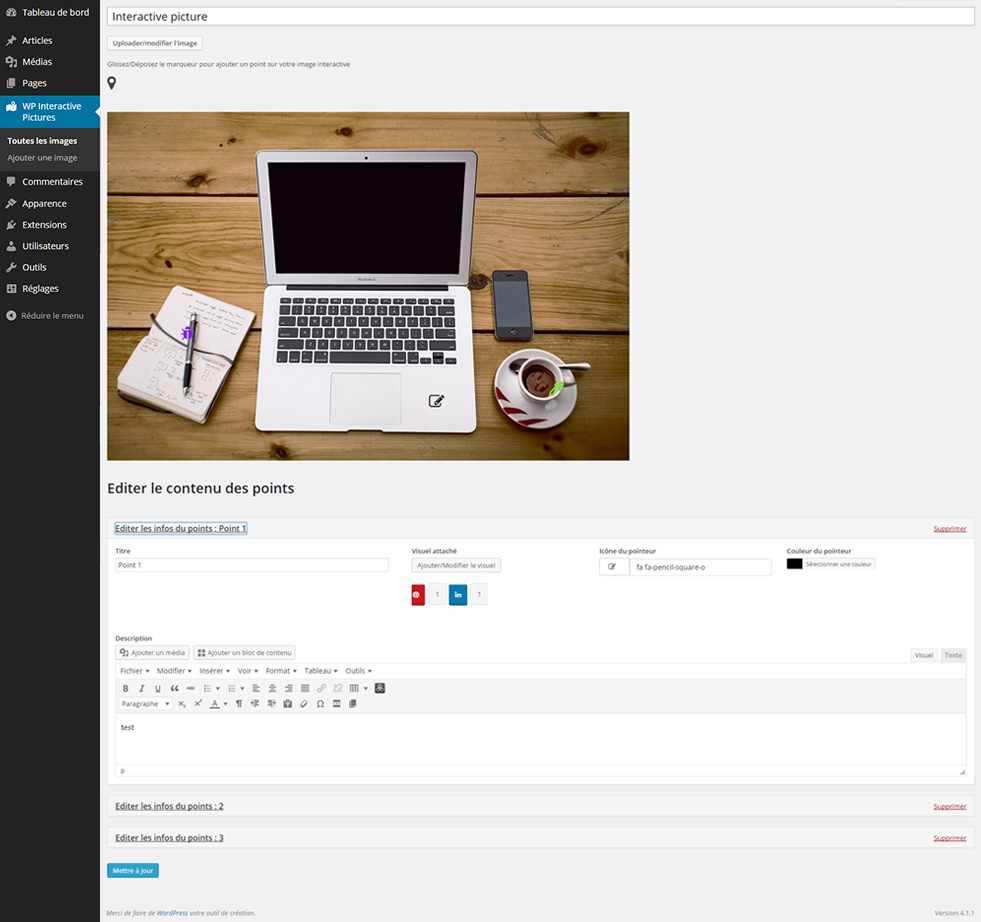 Tableau de bord
Articles
Médias
Pages
WP Interactive
Pictures
Toutes les images
Ajouter une image
Commentaires
Apparence
Extensions
Utilisateurs
Outils
Réglages
Réduire le menu
Interactive picture
Uploader/modifier l'image
Glissez/Déposez le marqueur pour ajouter un point sur votre image interactive
Editer le contenu des points
Editer les infos du points : Point 1
Supprimer
Titre
Visuel attaché
Icône du pointeur
Couleur du pointeur
Point 1
Ajouter/Modifier le visuel
fa fa-pencil-square-o
Sélectionner une couleur
1
in
1
Description
Ajouter un média
Ajouter un bloc de contenu
Visuel
Texte
Fichier
Modifier
Insérer
Voir
Format
Tableau
Outils
Paragraphe
test
P
Editer les infos du points : 2
Supprimer
Editer les infos du points : 3
Supprimer
Mettre à jour
Merci de faire de WordPress votre outil de création.
Version 4.1.1